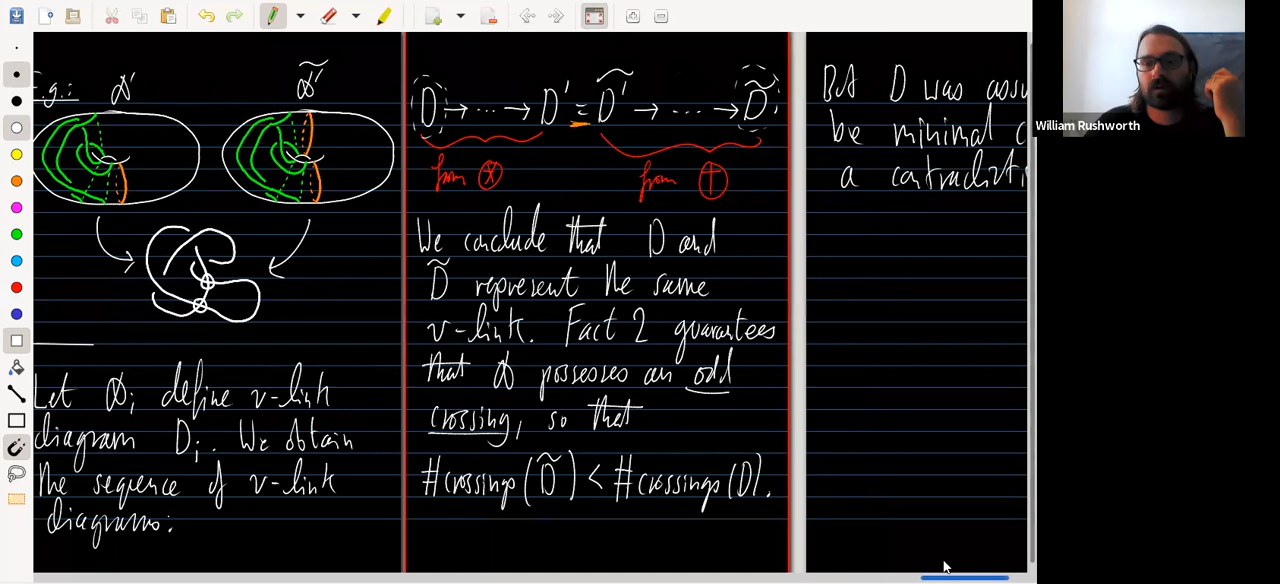 E.g.:
D̸' D̸̃'
Let D̸ᵢ define v-link
diagram Dᵢ. We obtain
the sequence of v-link
diagrams:
D → ... → D' = D̃' → .... → D̃
from ⊛ from ⊕
We conclude that D and
D̃ represent the same
v-link. Fact 2 guarantees
that D̸ possesses an odd
crossing, so that
#crossings(D̃) < #crossings(D).
But D was assu
be minimal c
a contradicti
William Rushworth